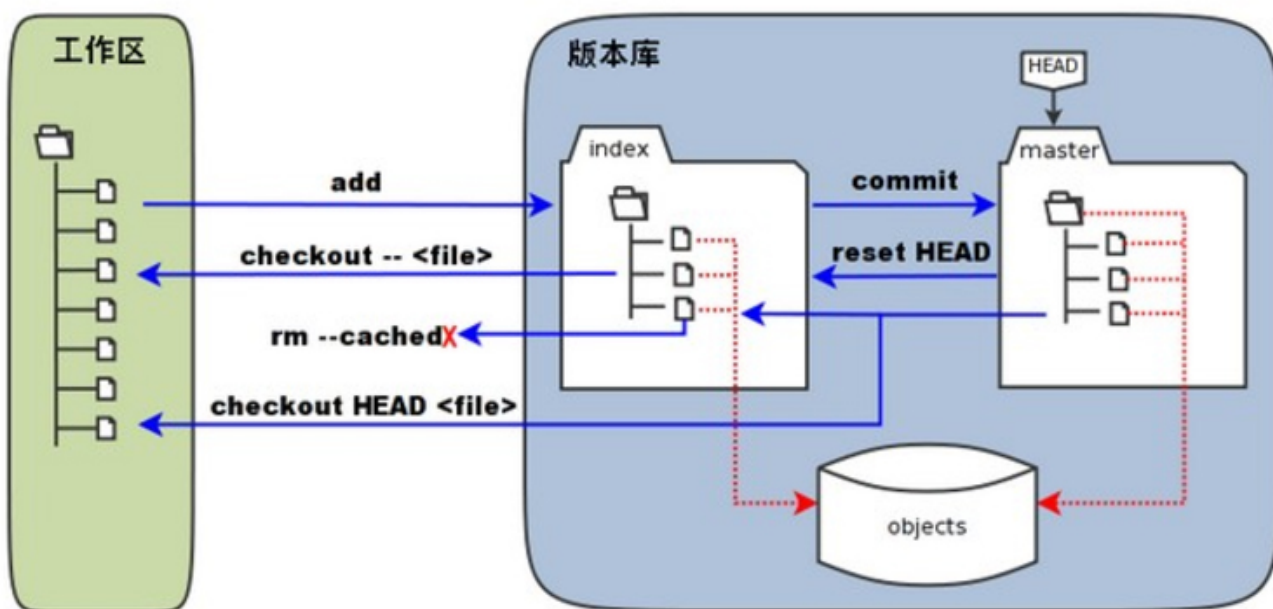 工作区
版本库
HEAD
index
master
add
commit
checkout -- <file>
reset HEAD
rm --cachedX
checkout HEAD <file>
objects